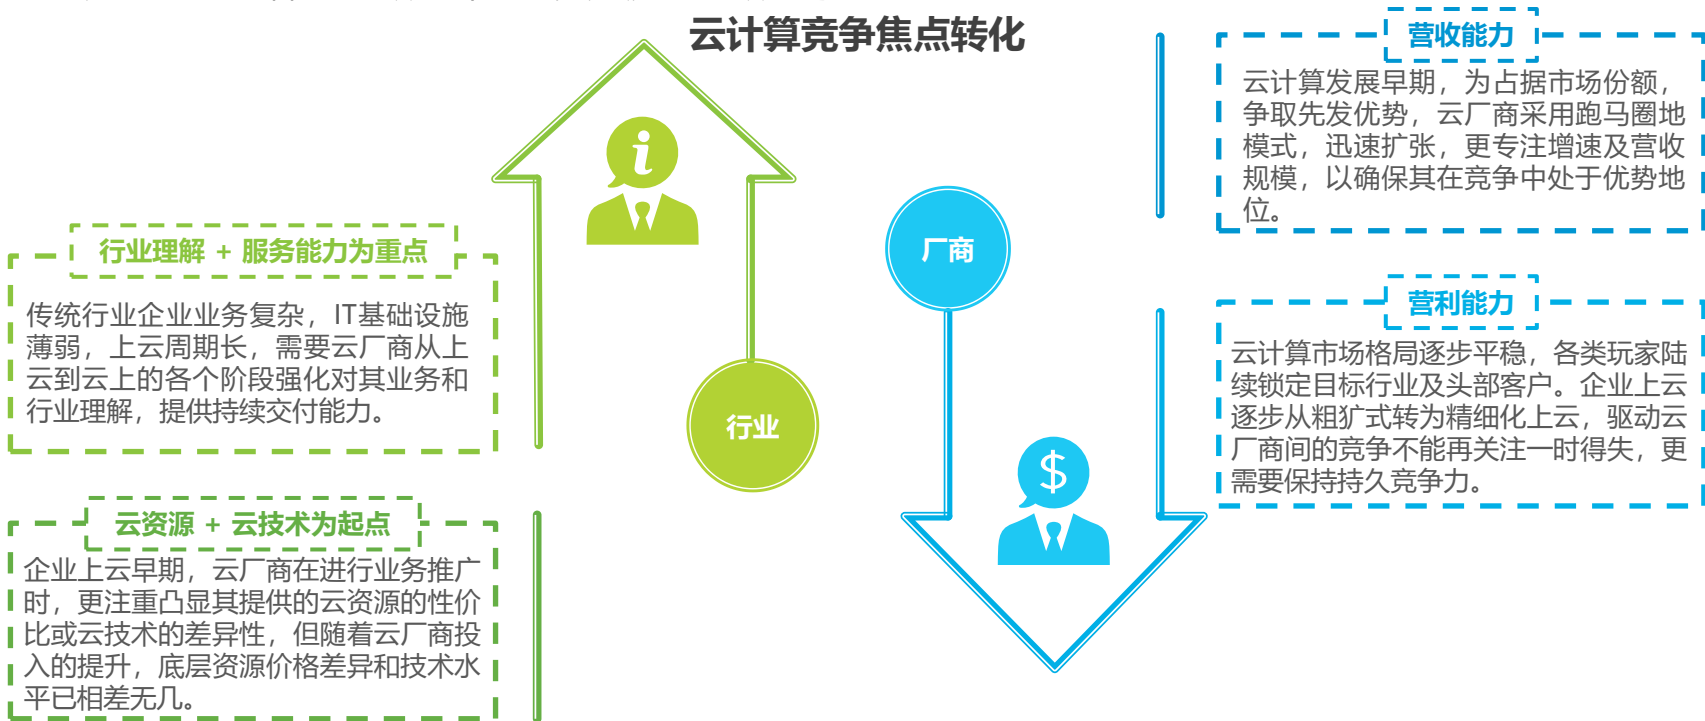 云计算竞争焦点转化
行业理解 + 服务能力为重点
传统行业企业业务复杂，IT基础设施
薄弱，上云周期长，需要云厂商从上
云到云上的各个阶段强化对其业务和
行业理解，提供持续交付能力。
云资源 + 云技术为起点
企业上云早期，云厂商在进行业务推广
时，更注重凸显其提供的云资源的性价
比或云技术的差异性，但随着云厂商投
入的提升，底层资源价格差异和技术水
平已相差无几。
i
行业
厂商
$
营收能力
云计算发展早期，为占据市场份额，
争取先发优势，云厂商采用跑马圈地
模式，迅速扩张，更专注增速及营收
规模，以确保其在竞争中处于优势地
位。
营利能力
云计算市场格局逐步平稳，各类玩家陆
续锁定目标行业及头部客户。企业上云
逐步从粗犷式转为精细化上云，驱动云
厂商间的竞争不能再关注一时得失，更
需要保持持久竞争力。